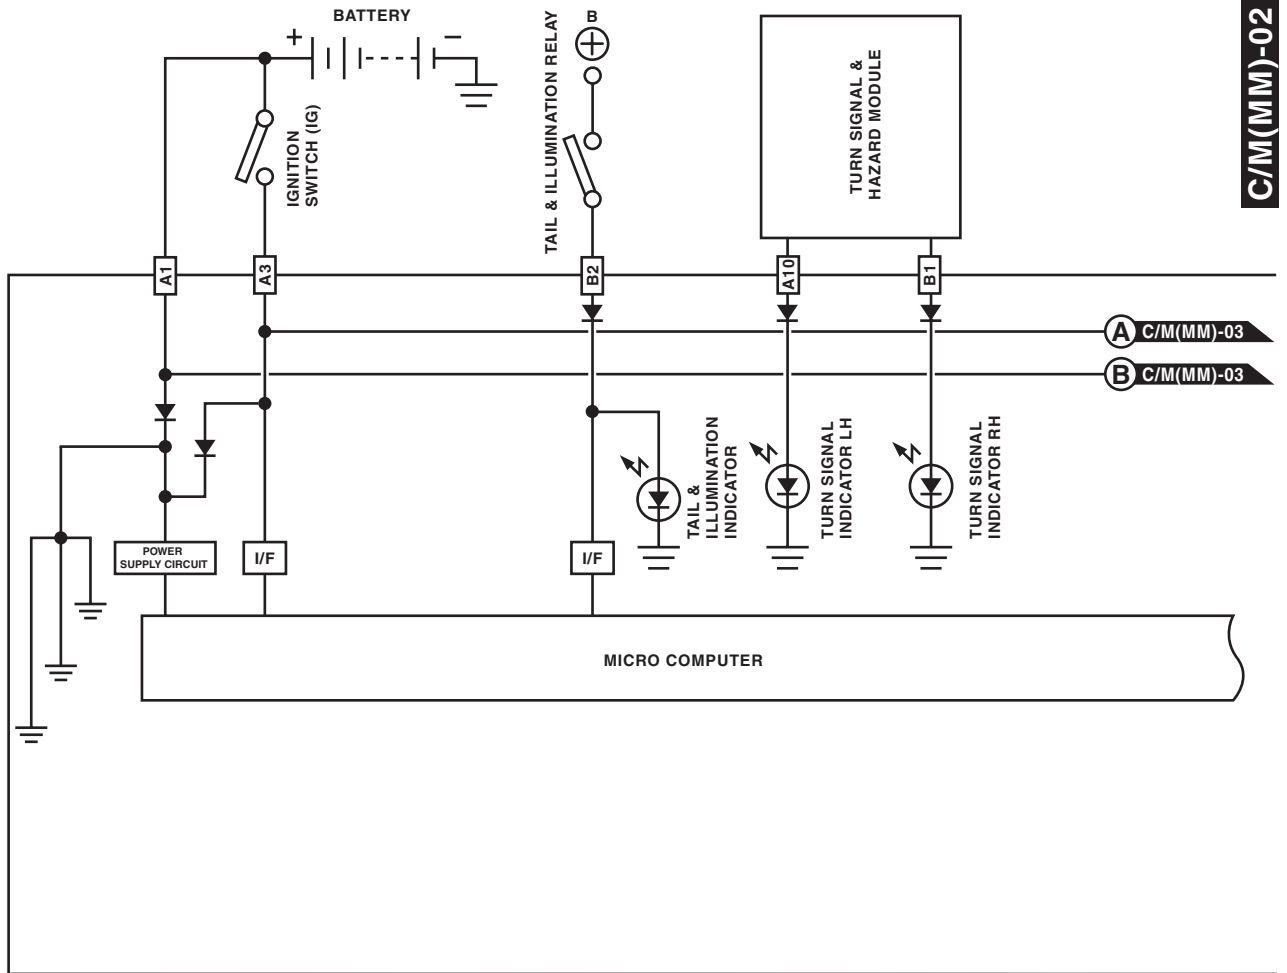 C/M(MM)-02
BATTERY
+
−
B
TAIL & ILLUMINATION RELAY
IGNITION
SWITCH (IG)
TURN SIGNAL &
HAZARD MODULE
A1
A3
B2
A10
B1
A C/M(MM)-03
B C/M(MM)-03
TAIL &
ILLUMINATION
INDICATOR
TURN SIGNAL
INDICATOR LH
TURN SIGNAL
INDICATOR RH
POWER
SUPPLY CIRCUIT
I/F
I/F
MICRO COMPUTER